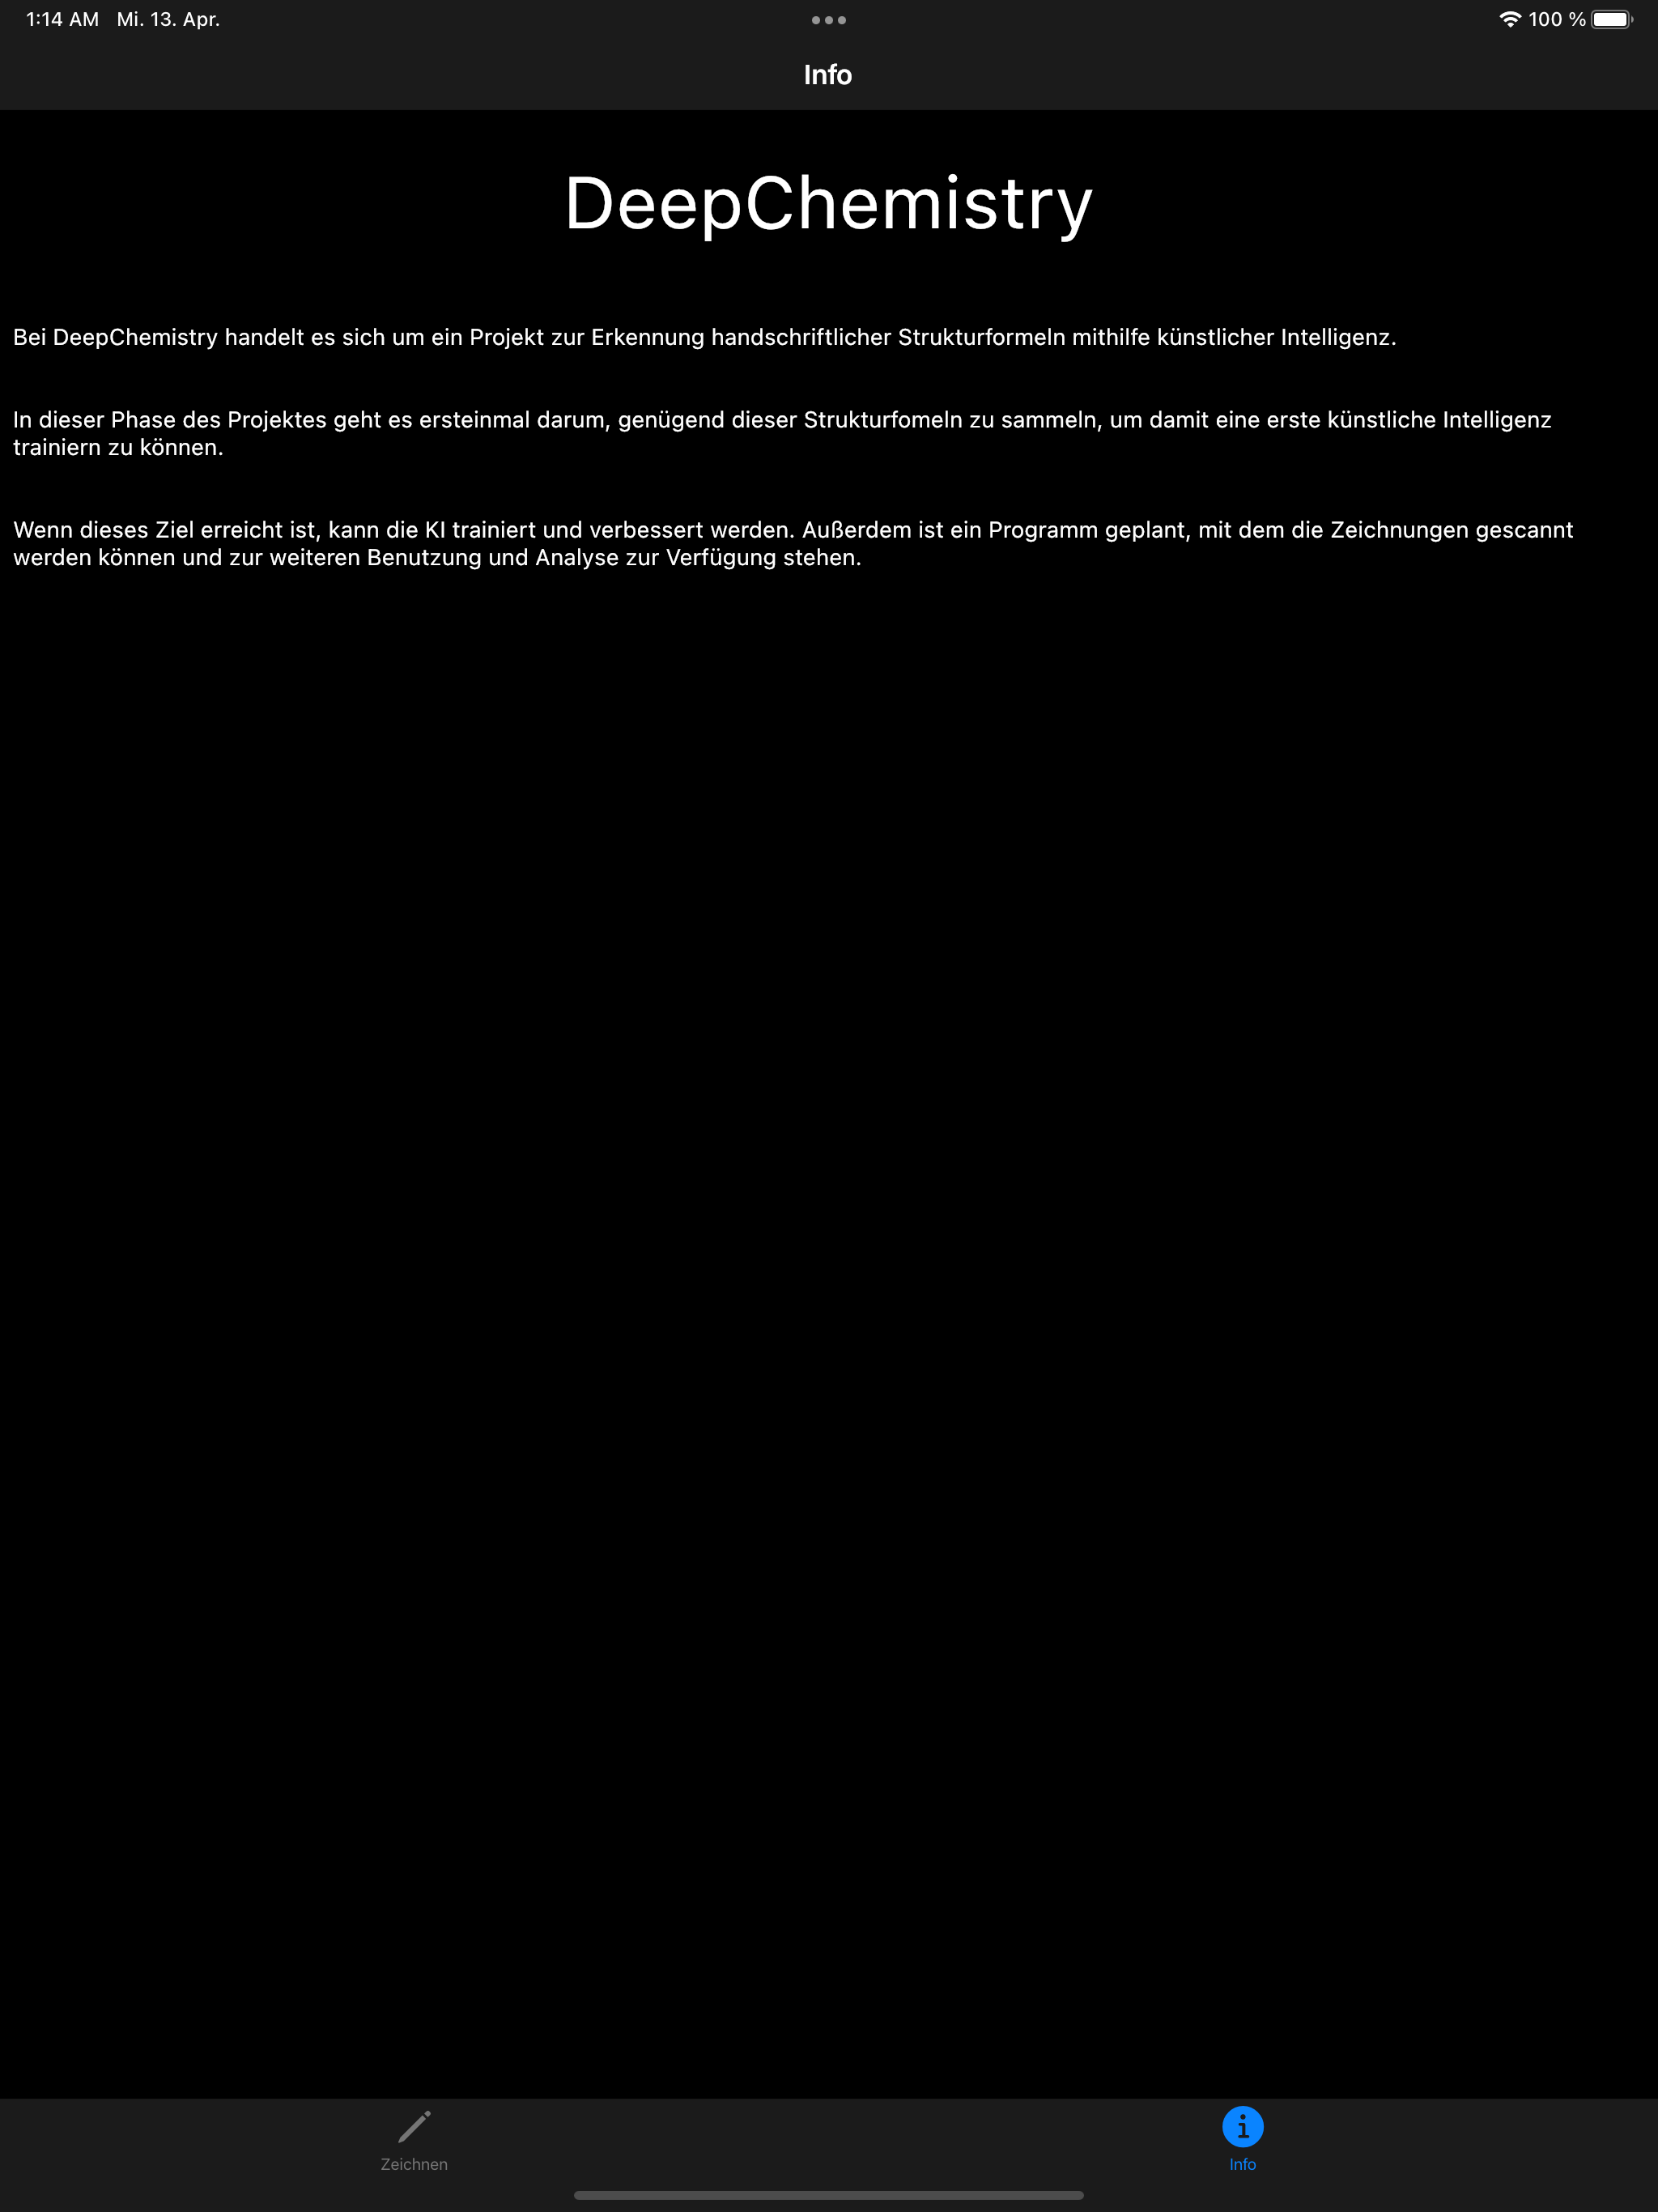 1:14 AM Mi. 13. Apr.
100 %
Info
DeepChemistry
Bei DeepChemistry handelt es sich um ein Projekt zur Erkennung handschriftlicher Strukturformeln mithilfe künstlicher Intelligenz.
In dieser Phase des Projektes geht es ersteinmal darum, genügend dieser Strukturfomeln zu sammeln, um damit eine erste künstliche Intelligenz
trainiern zu können.
Wenn dieses Ziel erreicht ist, kann die KI trainiert und verbessert werden. Außerdem ist ein Programm geplant, mit dem die Zeichnungen gescannt
werden können und zur weiteren Benutzung und Analyse zur Verfügung stehen.
Zeichnen
Info